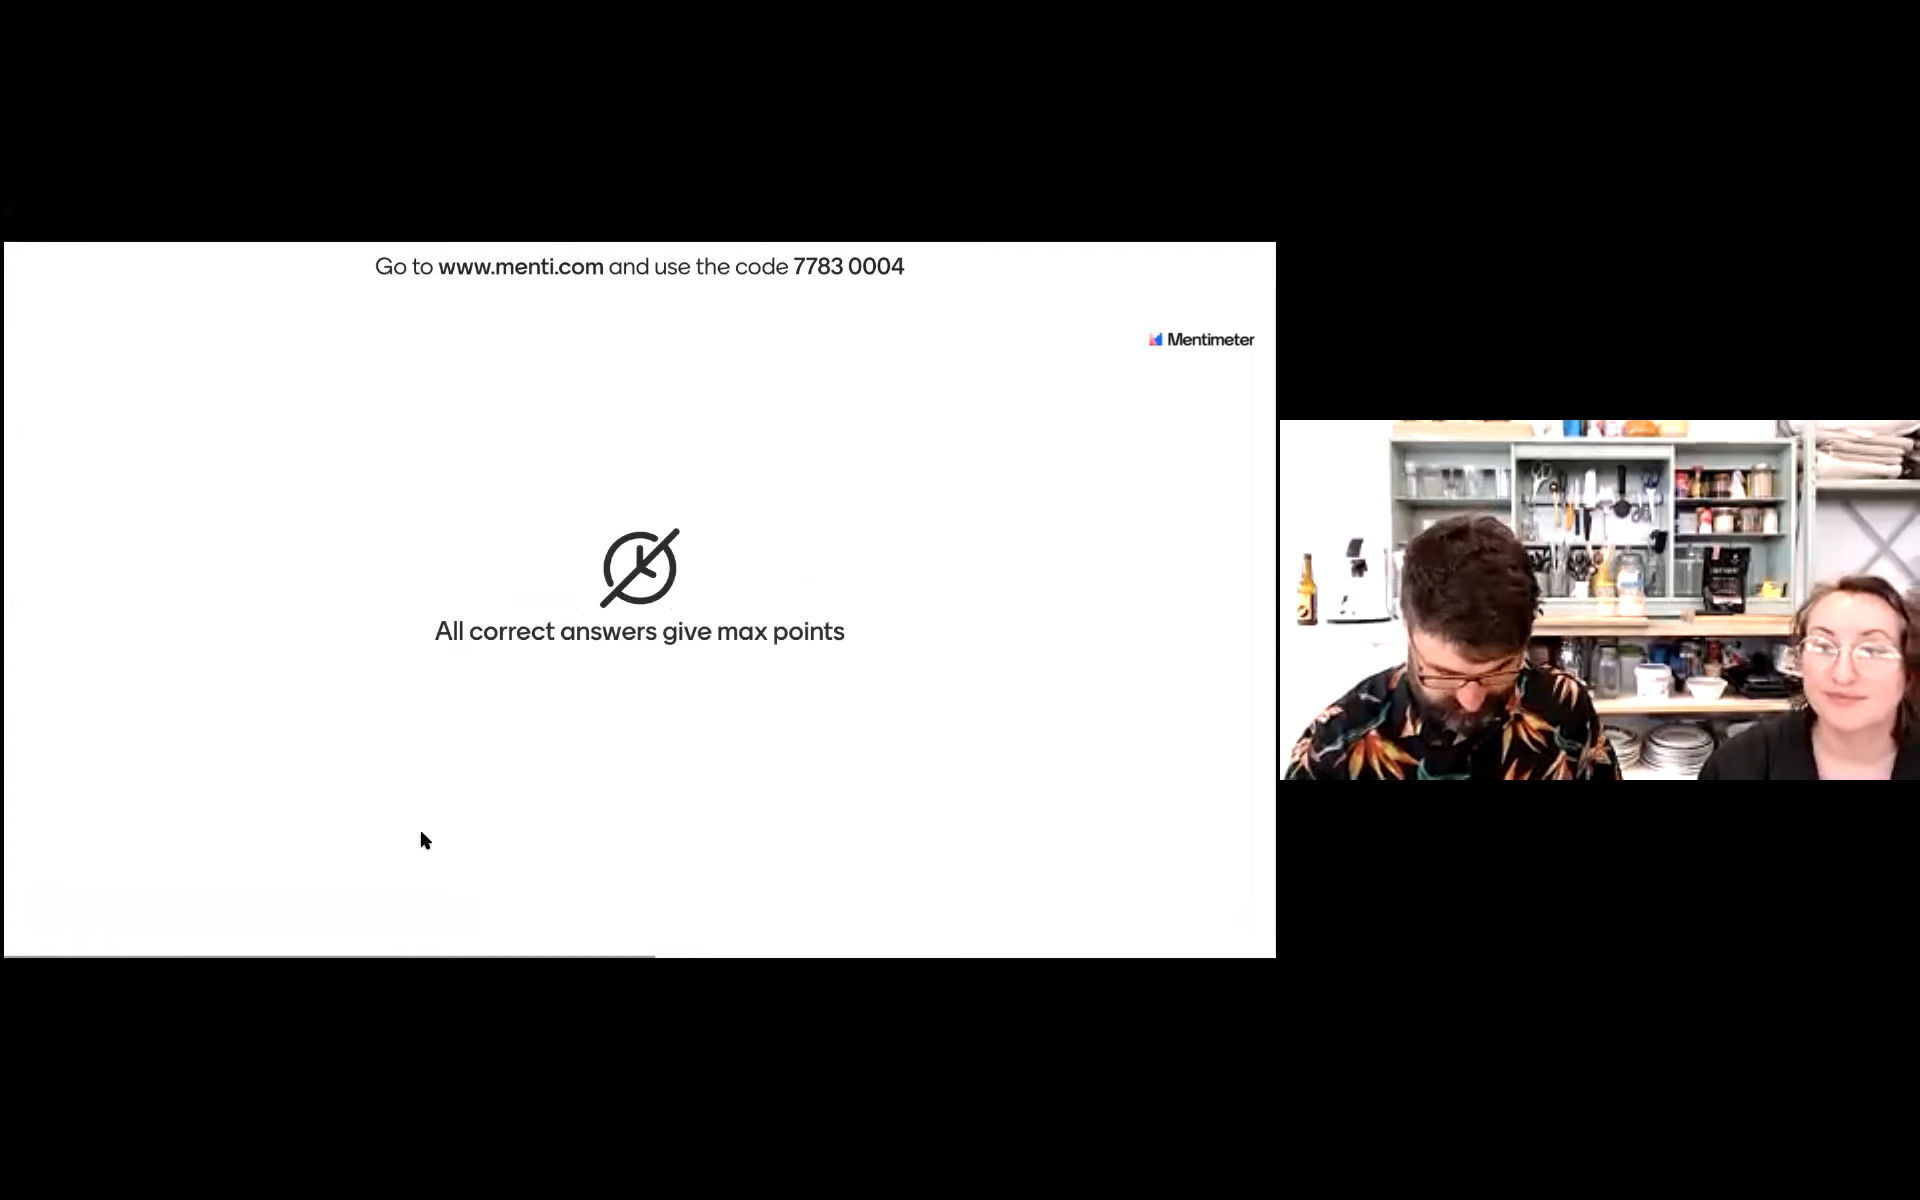 Go to www.menti.com and use the code 7783 0004
Mentimeter
All correct answers give max points